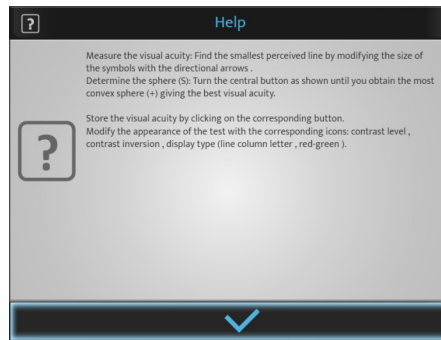 ?
Help
Measure the visual acuity: Find the smallest perceived line by modifying the size of
the symbols with the directional arrows .
Determine the sphere (S): Turn the central button as shown until you obtain the most
convex sphere (+) giving the best visual acuity.
Store the visual acuity by clicking on the corresponding button.
Modify the appearance of the test with the corresponding icons: contrast level ,
contrast inversion , display type (line column letter , red-green ).
?